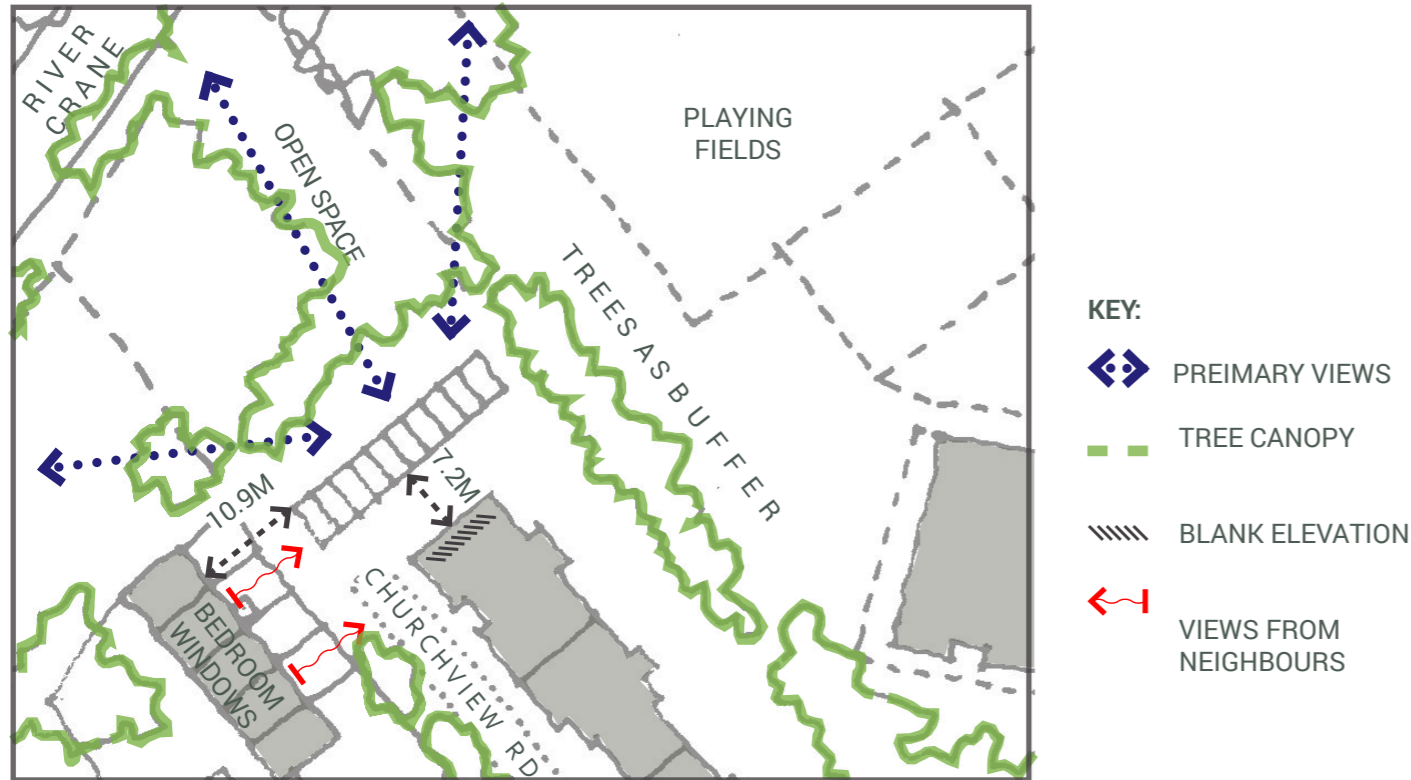 RIVER
CRANE
OPEN SPACE
PLAYING
FIELDS
TREES AS BUFFER
10.9M
7.2M
BEDROOM
WINDOWS
CHURCHVIEW RD
KEY:
PREIMARY VIEWS
TREE CANOPY
BLANK ELEVATION
VIEWS FROM
NEIGHBOURS